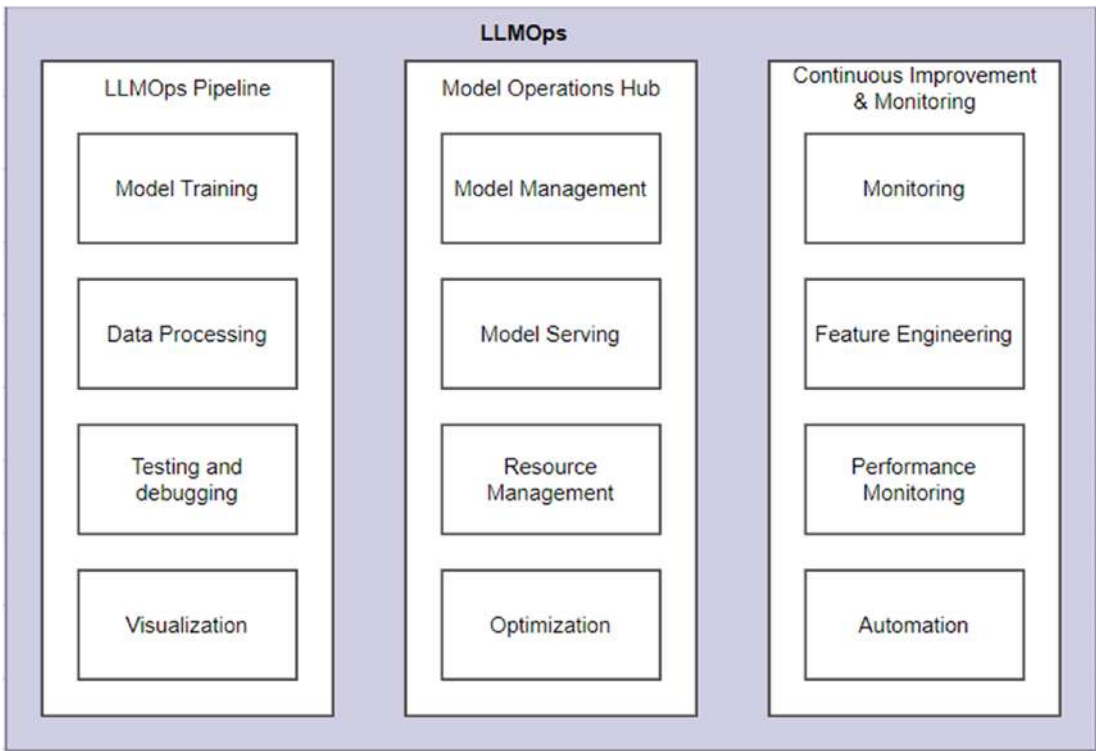 LLMOps
LLMOps Pipeline
Model Training
Data Processing
Testing and
debugging
Visualization
Model Operations Hub
Model Management
Model Serving
Resource
Management
Optimization
Continuous Improvement
& Monitoring
Monitoring
Feature Engineering
Performance
Monitoring
Automation